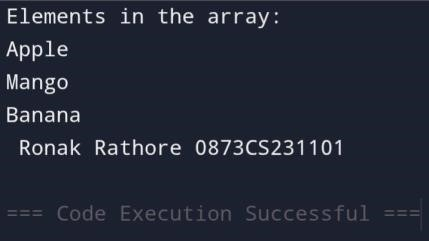 Elements in the array:
Apple
Mango
Banana
 Ronak Rathore 0873CS231101
=== Code Execution Successful ===